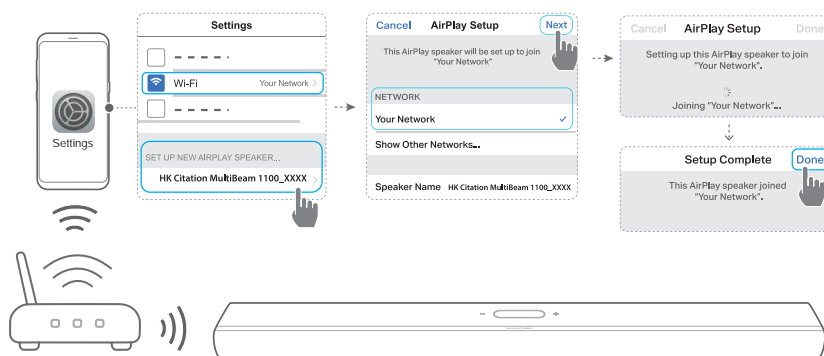 Settings
Settings
Wi-Fi
Your Network
SET UP NEW AIRPLAY SPEAKER...
HK Citation MultiBeam 1100_XXXX
Cancel AirPlay Setup Next
This AirPlay speaker will be set up to join
"Your Network"
NETWORK
Your Network
Show Other Networks...
Speaker Name HK Citation MultiBeam 1100_XXXX
Cancel AirPlay Setup Done
Setting up this AirPlay speaker to join
"Your Network".
Joining "Your Network"...
Setup Complete Done
This AirPlay speaker joined
"Your Network".